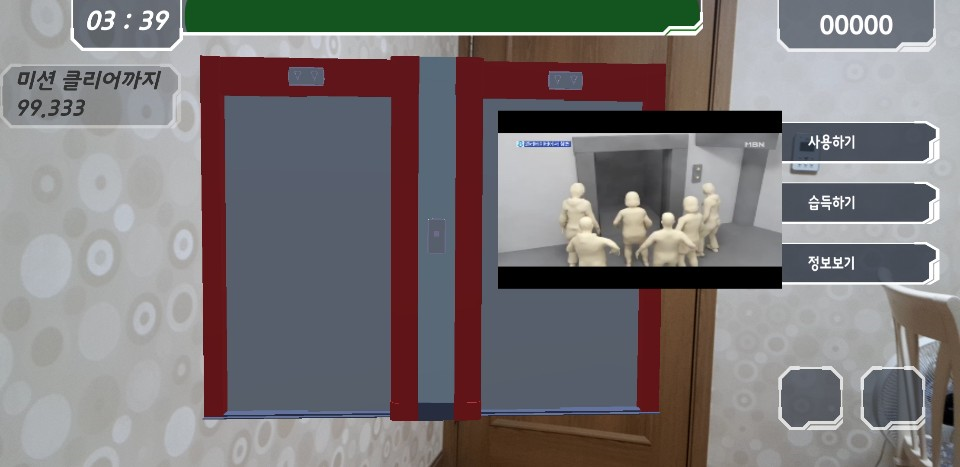 03 : 39
00000
미션 클리어까지
99.333
MBN
사용하기
습득하기
정보보기